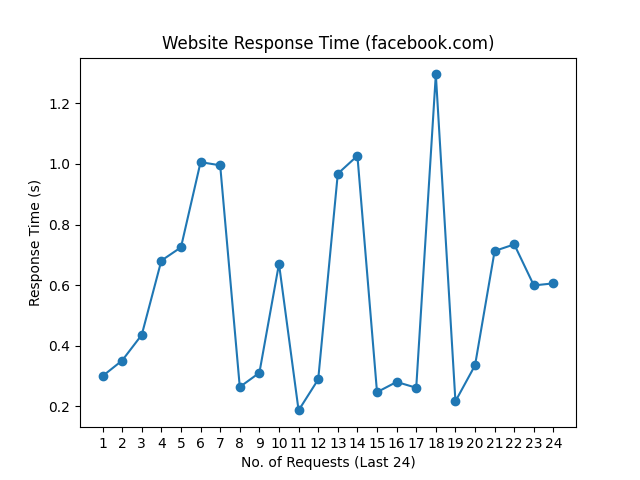 Website Response Time (facebook.com)
Response Time (s)
1.2
1.0
0.8
0.6
0.4
0.2
1 2 3 4 5 6 7 8 9 10 11 12 13 14 15 16 17 18 19 20 21 22 23 24
No. of Requests (Last 24)